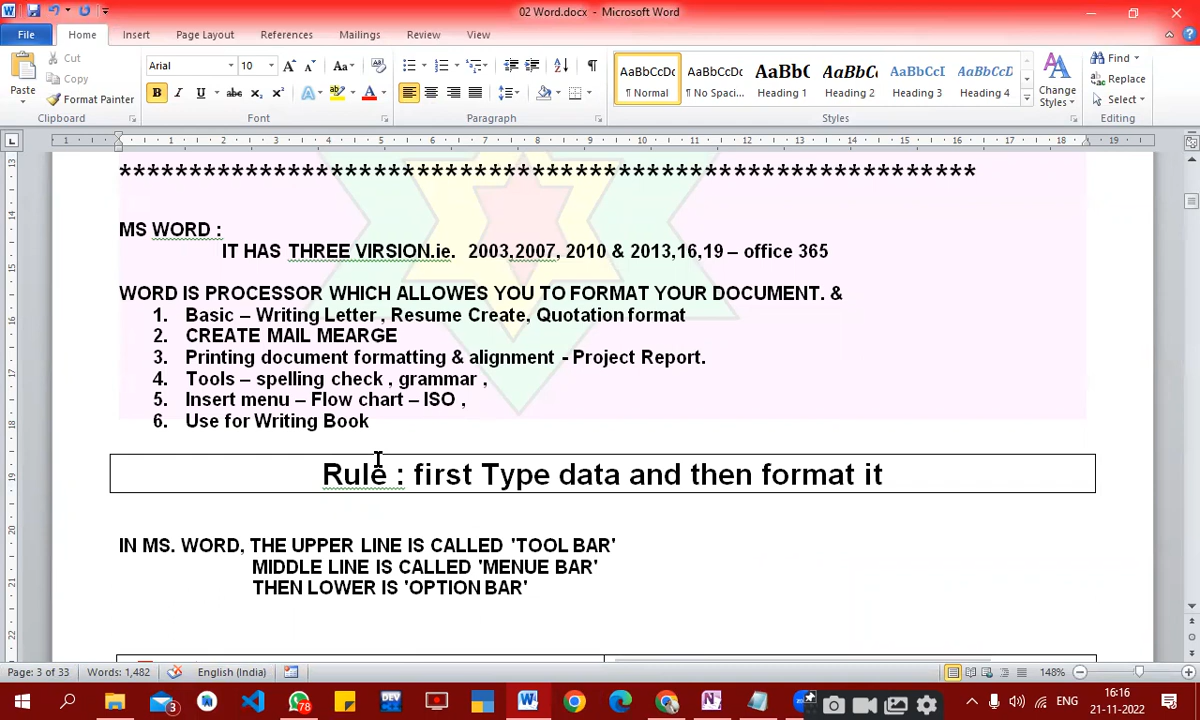 02 Word.docx - Microsoft Word
File Home Insert Page Layout References Mailings Review View
Paste
Cut
Copy
Format Painter
Clipboard
Arial 10
Font
Paragraph
AaBbCcDc AaBbCcDc AaBbC AaBbCc AaBbCcI AaBbCcD
¶ Normal ¶ No Spaci... Heading 1 Heading 2 Heading 3 Heading 4
Styles
Change Styles
Find
Replace
Select
Editing
*************************************************************
MS WORD :
IT HAS THREE VIRSION.ie. 2003,2007, 2010 & 2013,16,19 – office 365
WORD IS PROCESSOR WHICH ALLOWES YOU TO FORMAT YOUR DOCUMENT. &
1. Basic – Writing Letter , Resume Create, Quotation format
2. CREATE MAIL MEARGE
3. Printing document formatting & alignment - Project Report.
4. Tools – spelling check , grammar ,
5. Insert menu – Flow chart – ISO ,
6. Use for Writing Book
Rule : first Type data and then format it
IN MS. WORD, THE UPPER LINE IS CALLED 'TOOL BAR'
MIDDLE LINE IS CALLED 'MENUE BAR'
THEN LOWER IS 'OPTION BAR'
Page: 3 of 33 Words: 1,482 English (India) 148%
ENG 16:16
21-11-2022